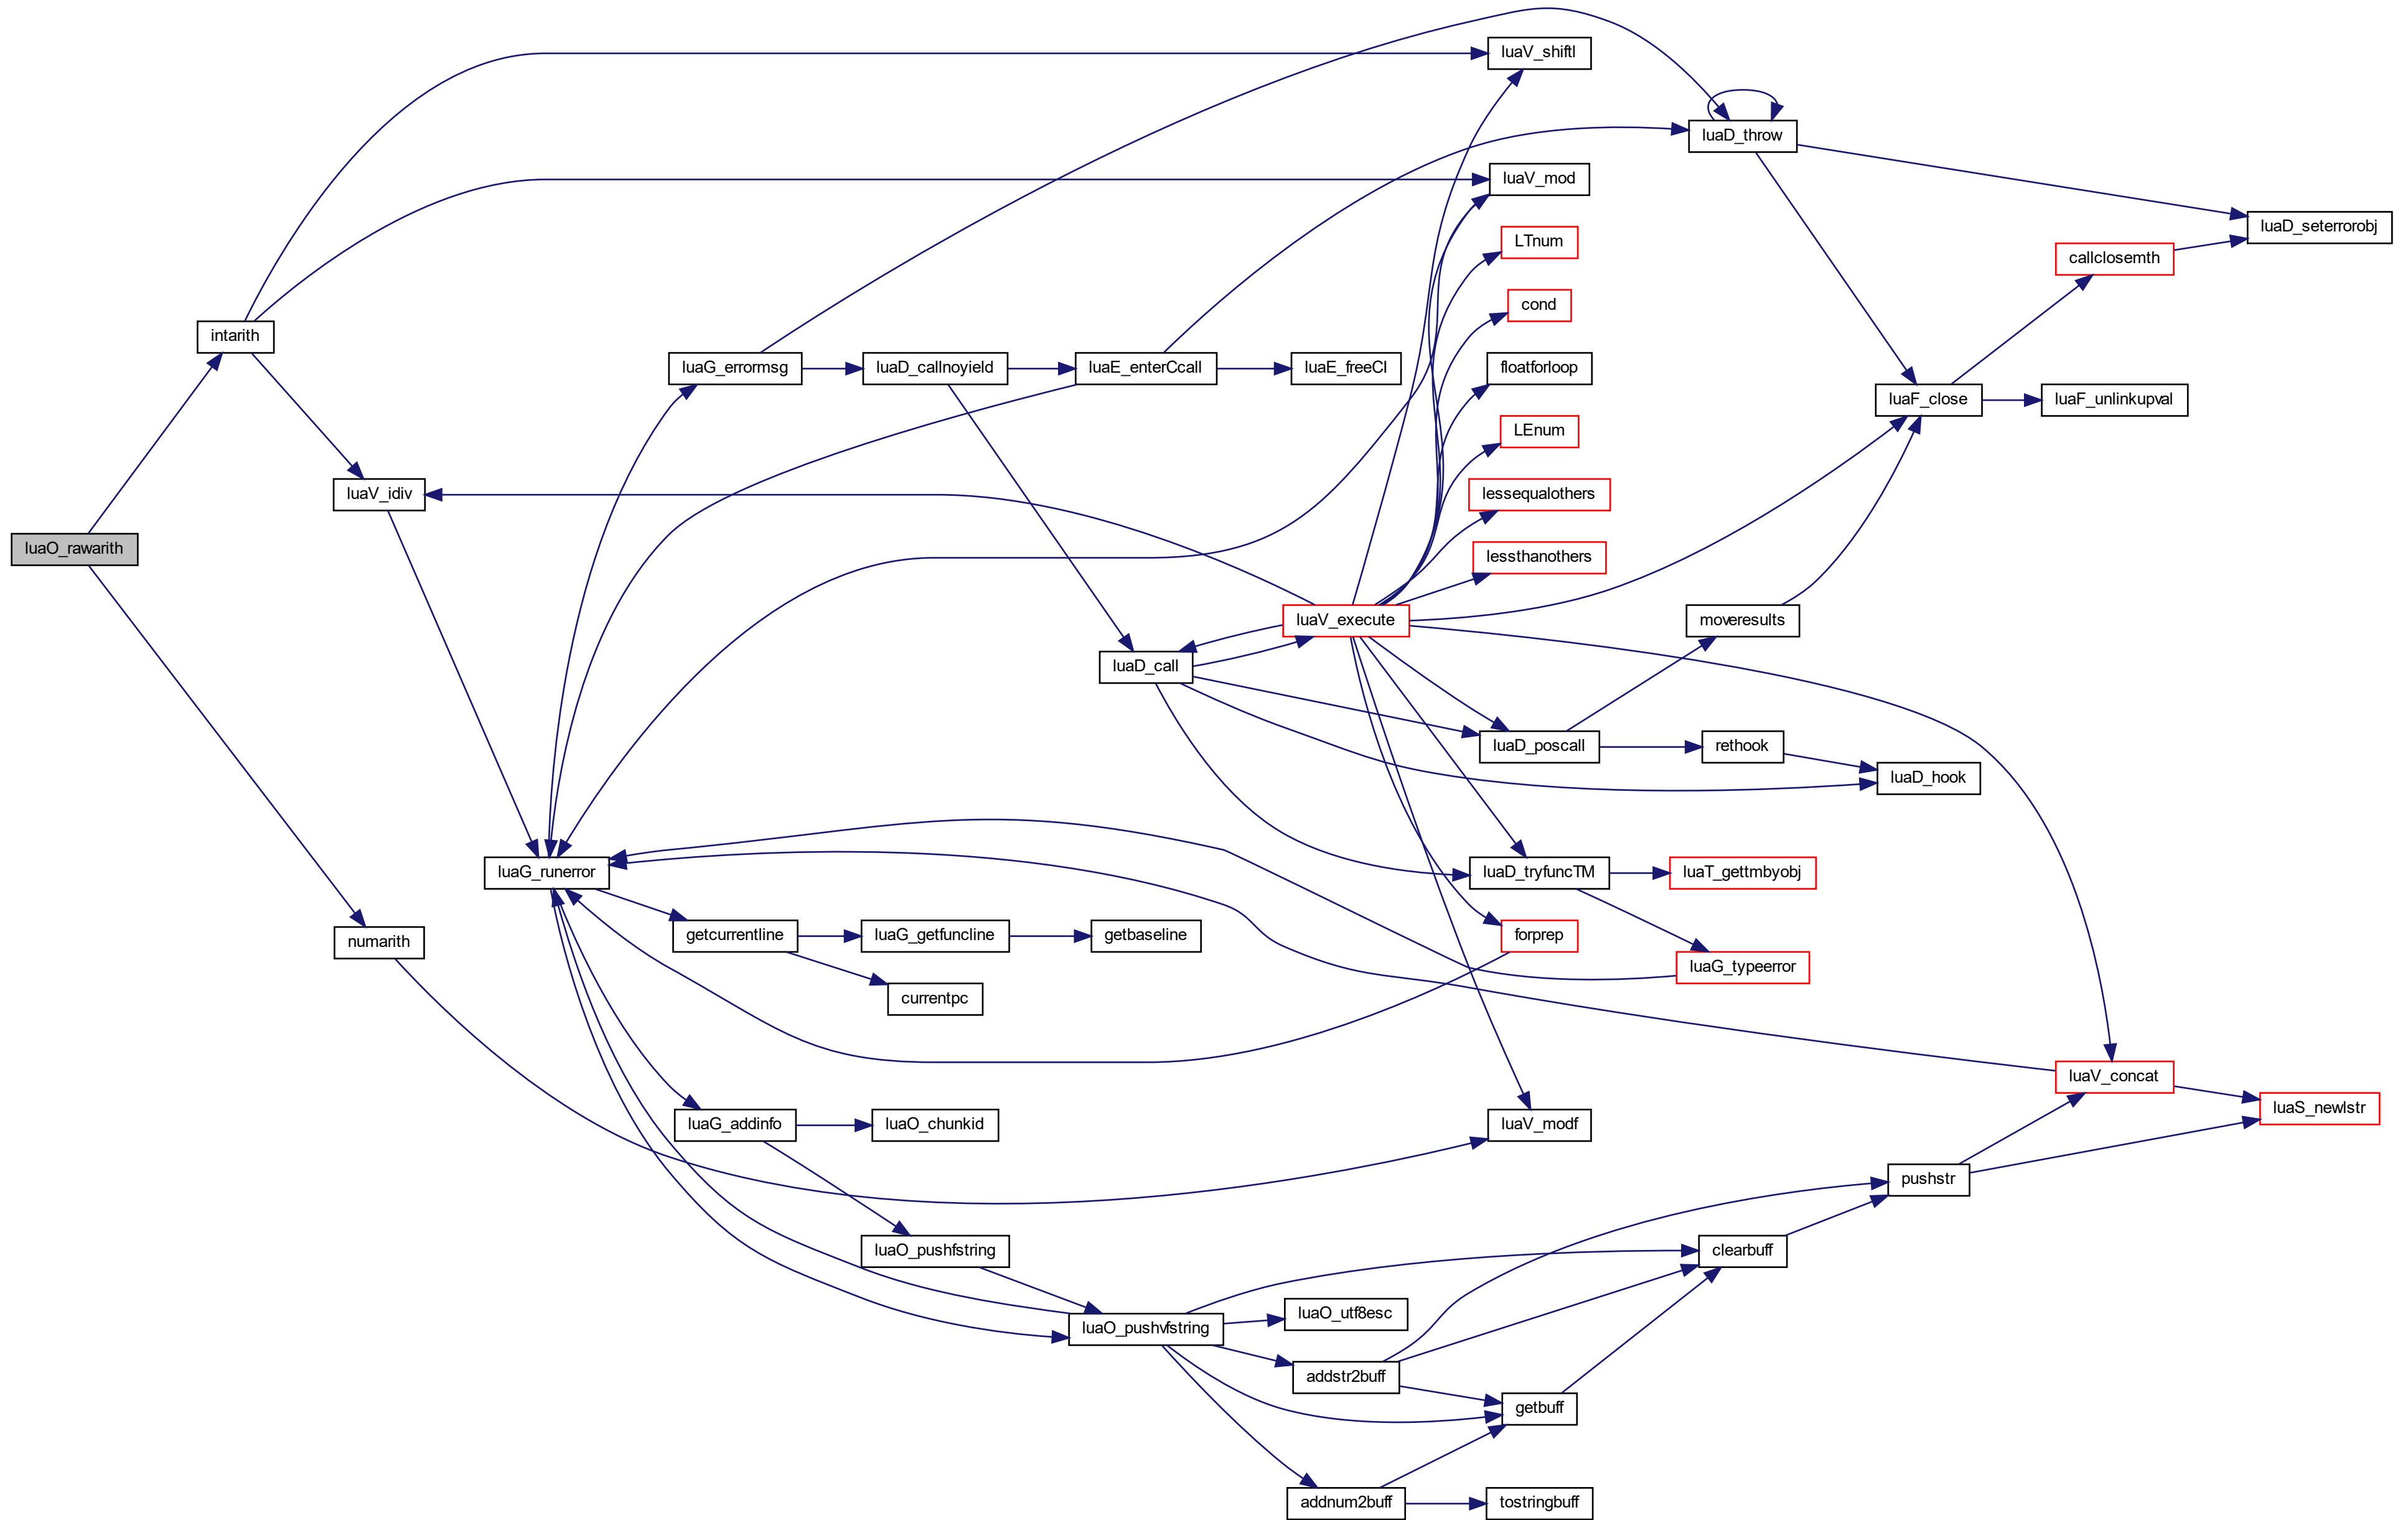 luaV_shiftl
luaD_throw
luaV_mod
luaD_seterrorobj
LTnum
callclosemth
cond
intarith
luaG_errormsg
luaD_callnoyield
luaE_enterCcall
luaE_freeCI
floatforloop
luaF_close
luaF_unlinkupval
LEnum
luaV_idiv
lessequalothers
luaO_rawarith
lessthanothers
luaV_execute
moveresults
luaD_call
luaD_poscall
rethook
luaD_hook
luaG_runerror
luaD_tryfuncTM
luaT_gettmbyobj
numarith
getcurrentline
luaG_getfuncline
getbaseline
forprep
luaG_typeerror
currentpc
luaV_concat
luaS_newlstr
luaG_addinfo
luaO_chunkid
luaV_modf
pushstr
luaO_pushfstring
clearbuff
luaO_pushvfstring
luaO_utf8esc
addstr2buff
getbuff
addnum2buff
tostringbuff